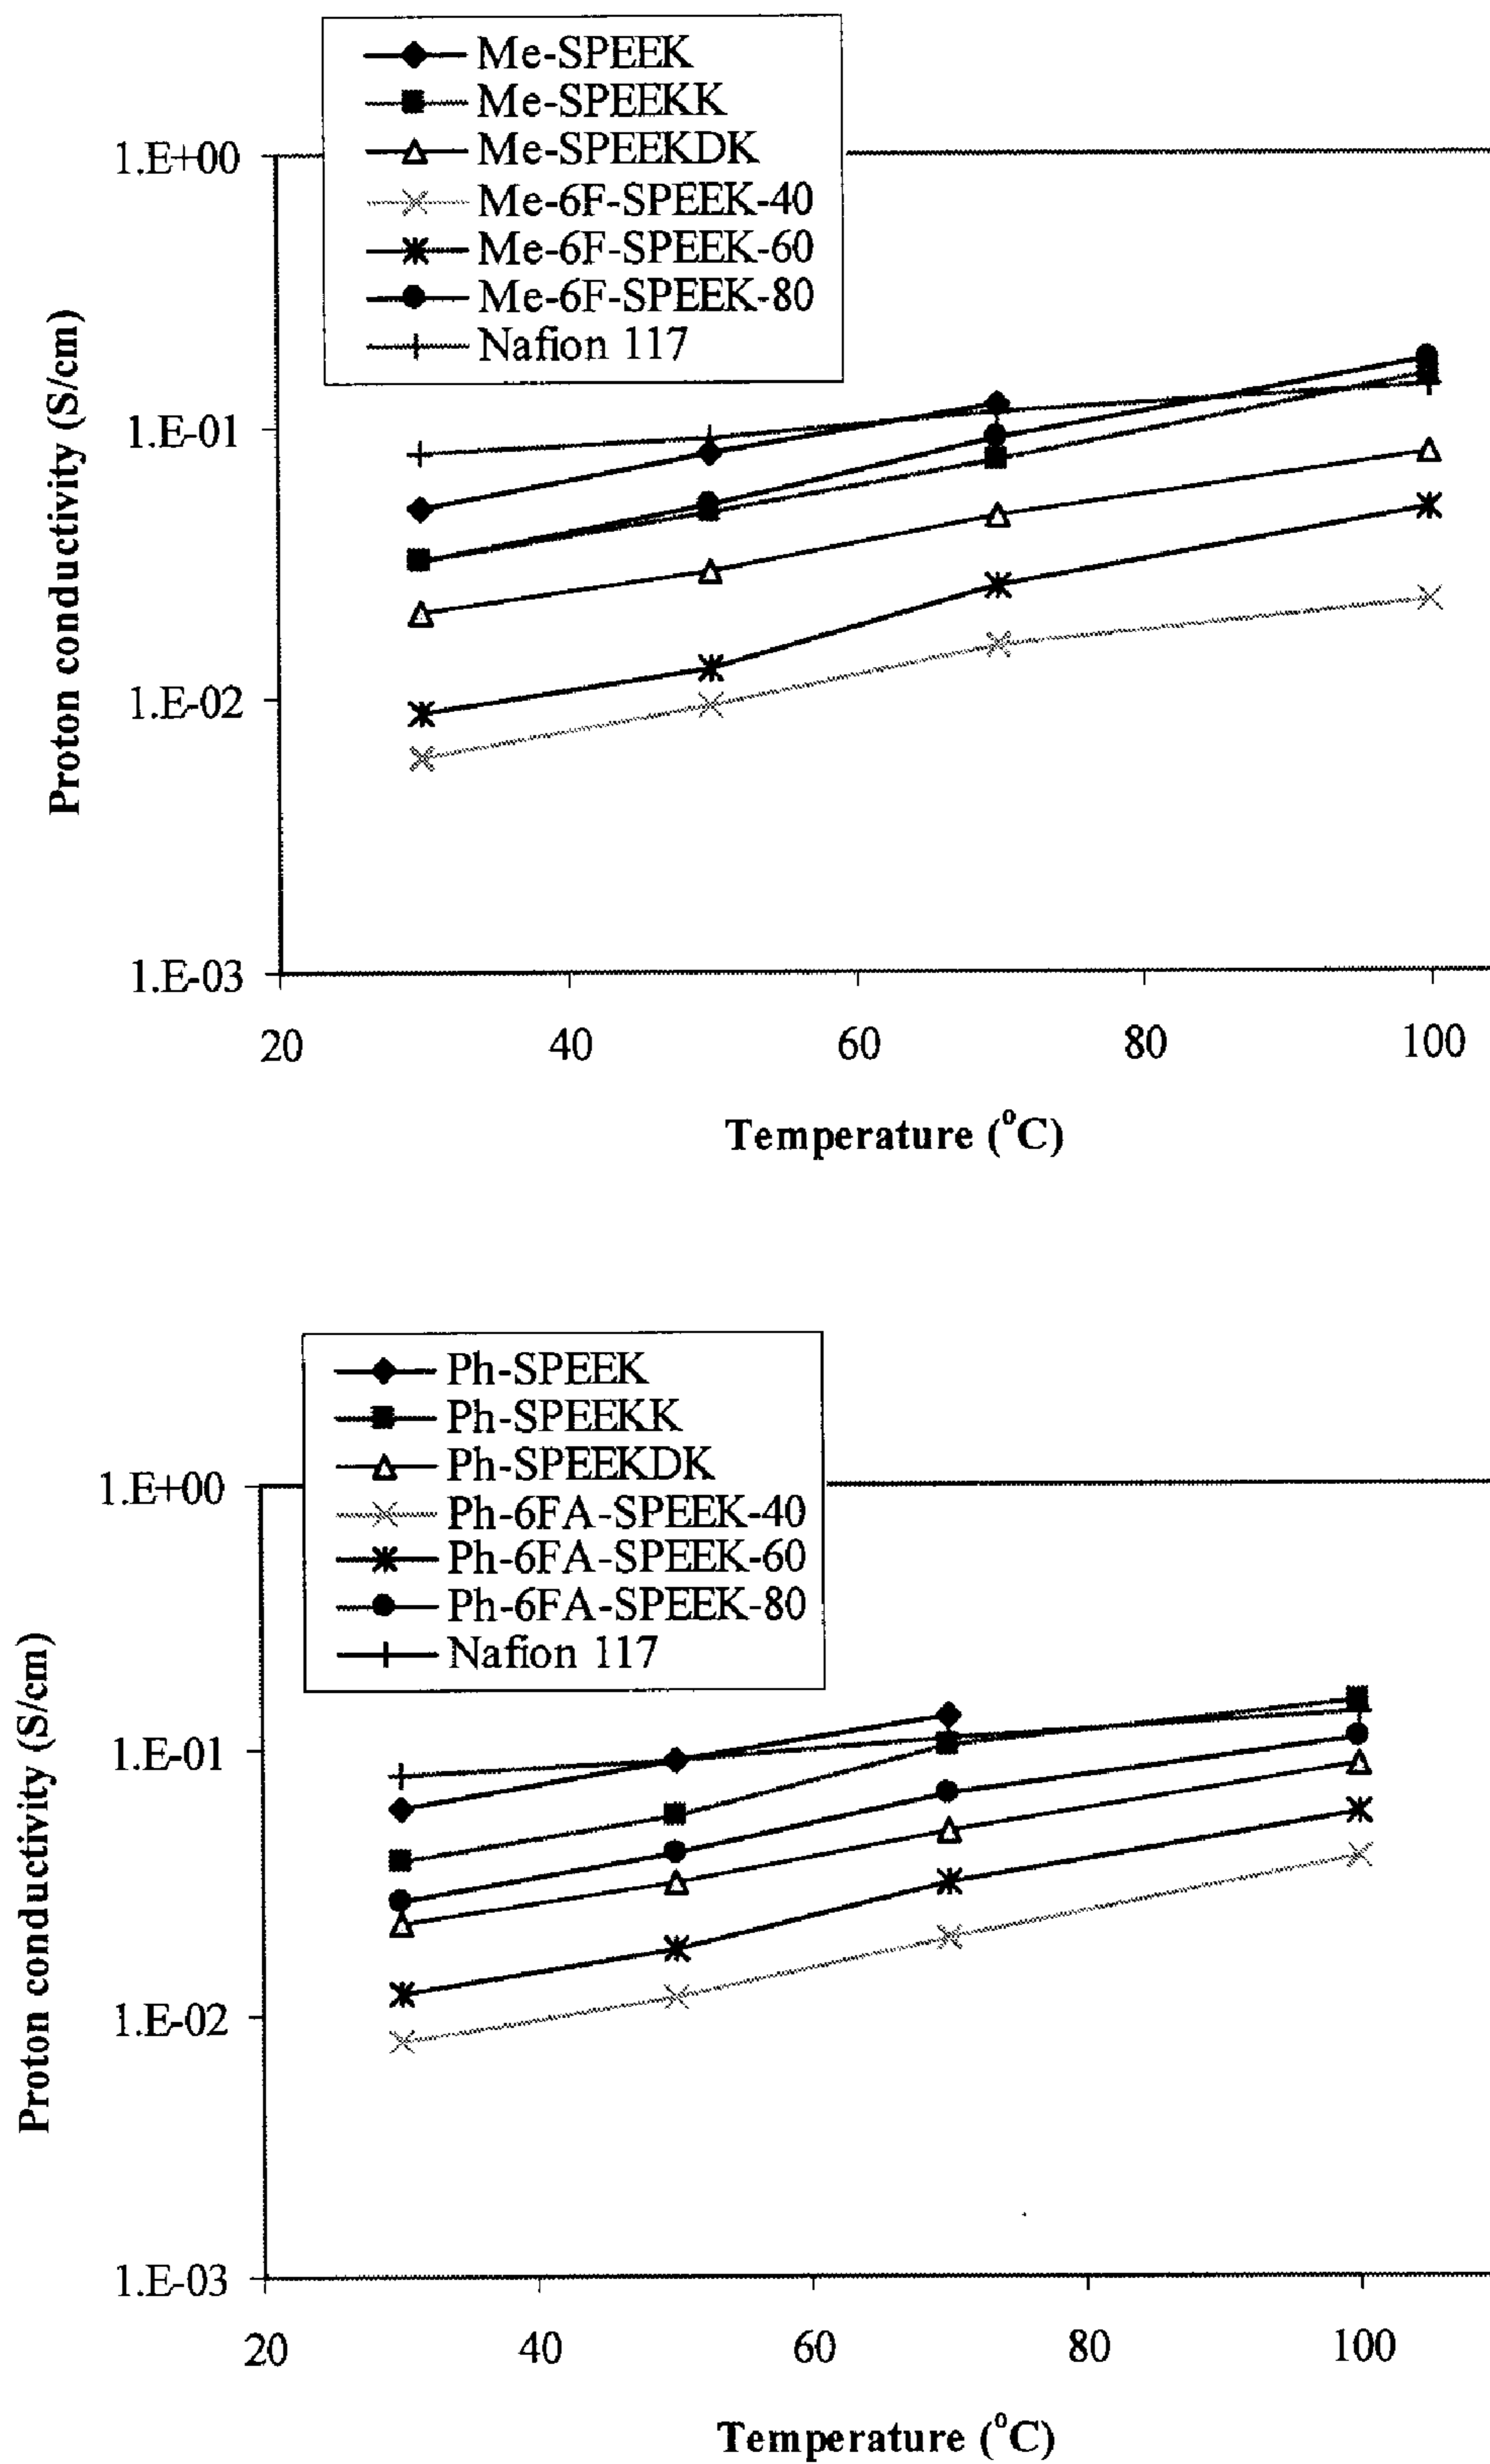 Me-SPEEK
Me-SPEEKK
Me-SPEEKDK
Me-6F-SPEEK-40
Me-6F-SPEEK-60
Me-6F-SPEEK-80
Nafion 117
1.E+00
1.E-01
1.E-02
1.E-03
Proton conductivity (S/cm)
20 40 60 80 100
Temperature (°C)
Ph-SPEEK
Ph-SPEEKK
Ph-SPEEKDK
Ph-6FA-SPEEK-40
Ph-6FA-SPEEK-60
Ph-6FA-SPEEK-80
Nafion 117
1.E+00
1.E-01
1.E-02
1.E-03
Proton conductivity (S/cm)
20 40 60 80 100
Temperature (°C)